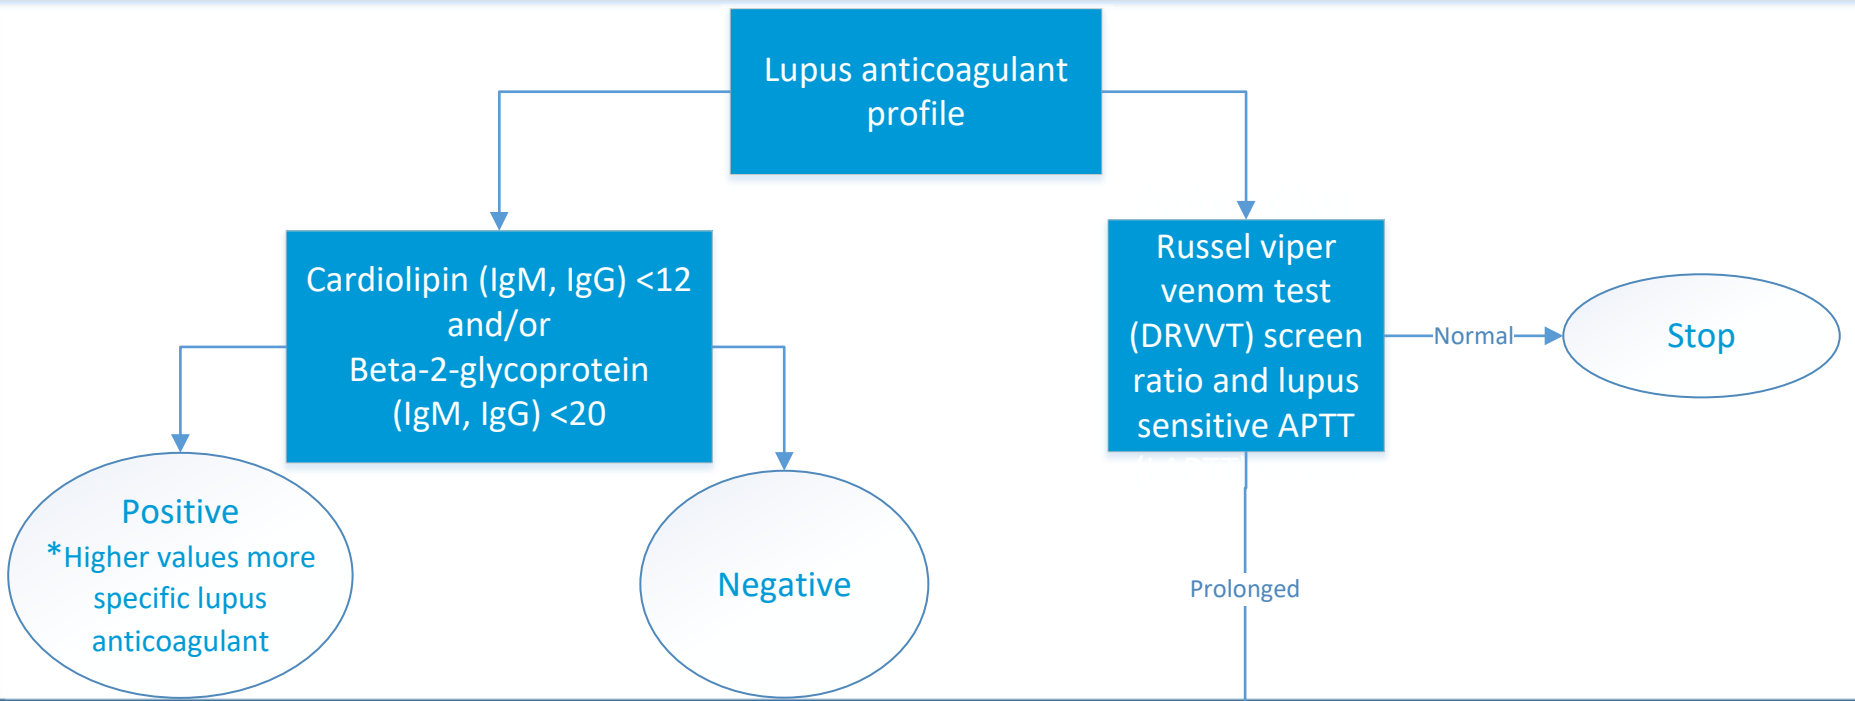 Lupus anticoagulant
profile
Cardiolipin (IgM, IgG) <12
and/or
Beta-2-glycoprotein
(IgM, IgG) <20
Russel viper
venom test
(DRVVT) screen
ratio and lupus
sensitive APTT
Normal
Stop
Positive
*Higher values more
specific lupus
anticoagulant
Negative
Prolonged